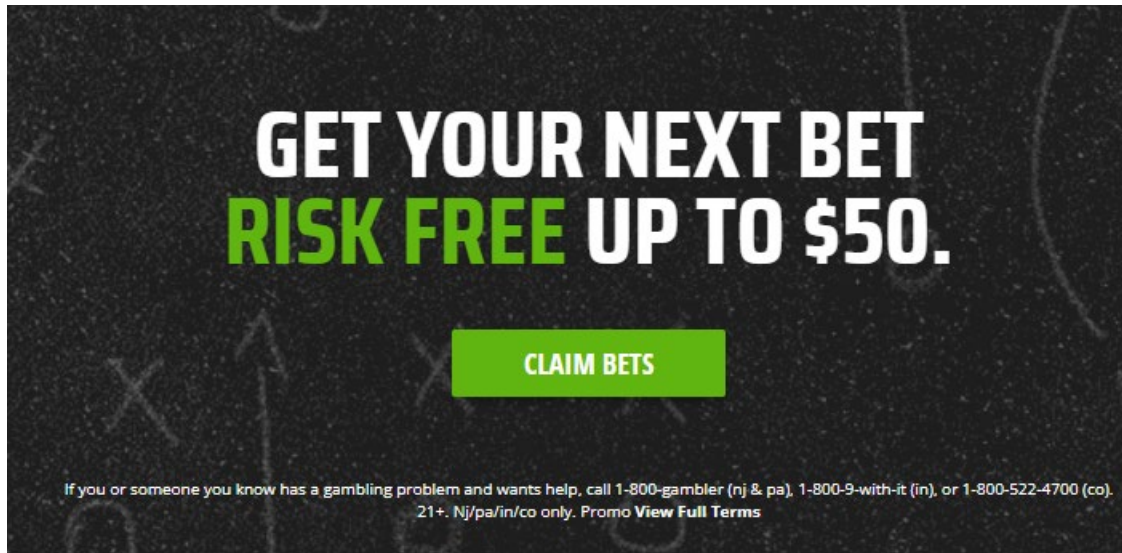 GET YOUR NEXT BET
RISK FREE UP TO $50.
CLAIM BETS
If you or someone you know has a gambling problem and wants help, call 1-800-gambler (nj & pa), 1-800-9-with-it (in), or 1-800-522-4700 (co).
21+. Nj/pa/in/co only. Promo View Full Terms